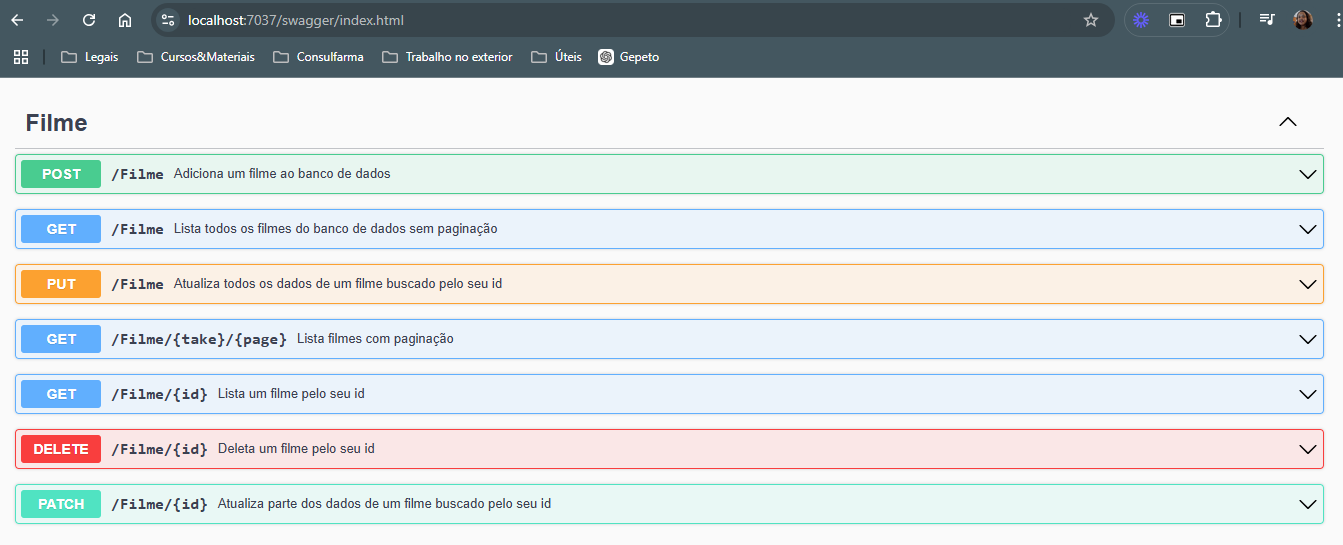 localhost:7037/swagger/index.html
Legais Cursos&Materiais Consulfarma Trabalho no exterior Úteis Gepeto
Filme
POST /Filme Adiciona um filme ao banco de dados
GET /Filme Lista todos os filmes do banco de dados sem paginação
PUT /Filme Atualiza todos os dados de um filme buscado pelo seu id
GET /Filme/{take}/{page} Lista filmes com paginação
GET /Filme/{id} Lista um filme pelo seu id
DELETE /Filme/{id} Deleta um filme pelo seu id
PATCH /Filme/{id} Atualiza parte dos dados de um filme buscado pelo seu id